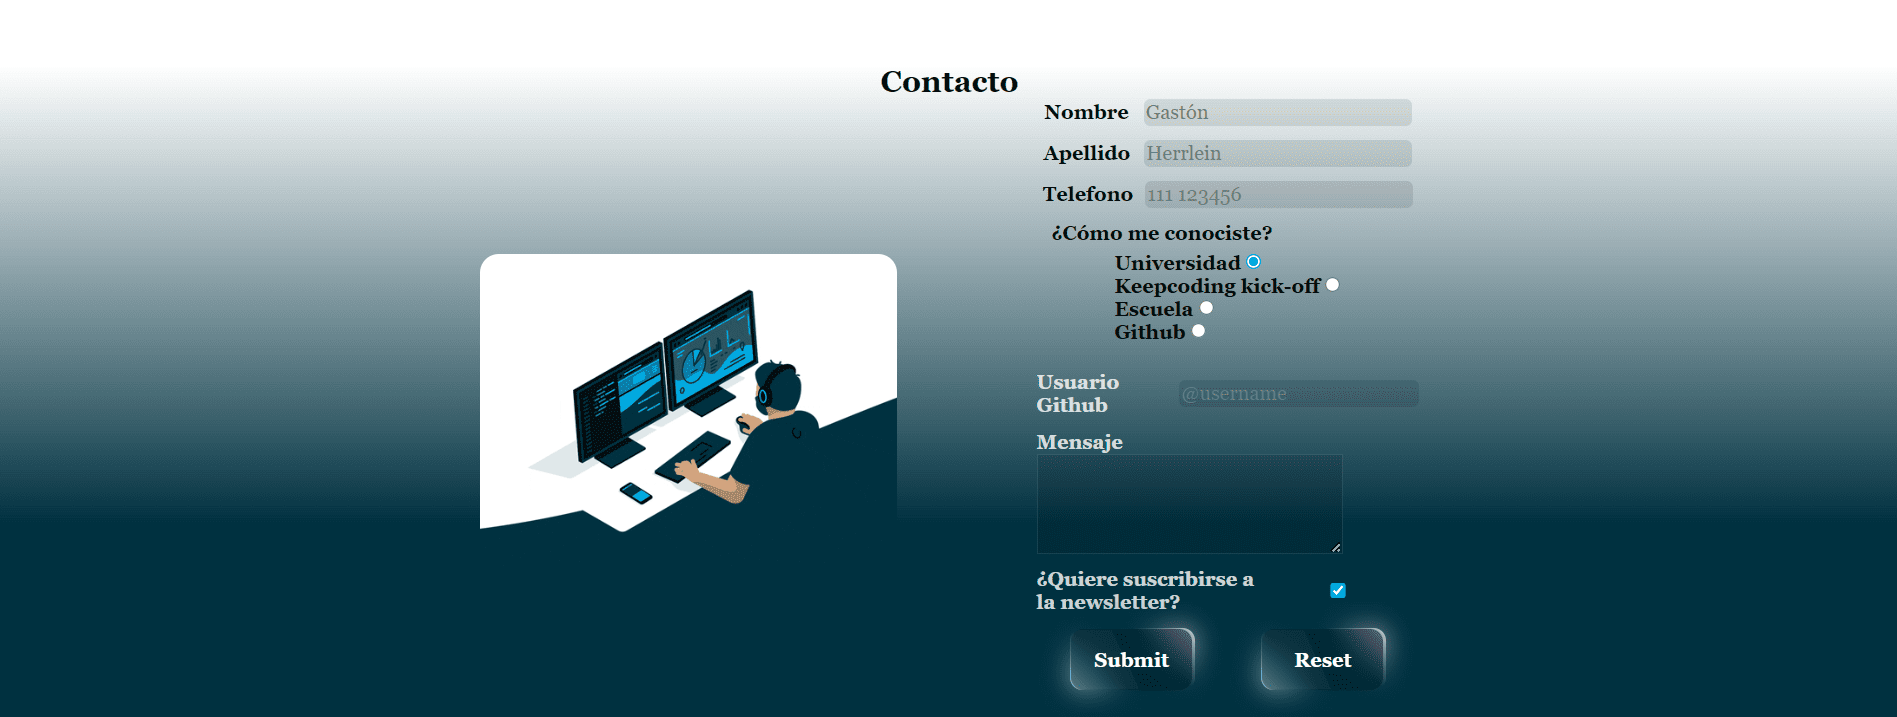 Contacto
Nombre Gastón
Apellido Herrlein
Telefono 111 123456
¿Cómo me conociste?
Universidad
Keepcoding kick-off
Escuela
Github
Usuario
Github
@username
Mensaje
¿Quiere suscribirse a
la newsletter?
Submit Reset